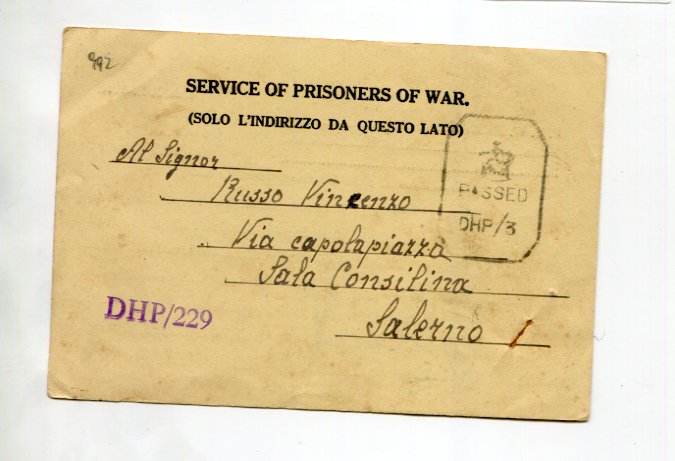 992
SERVICE OF PRISONERS OF WAR.
(SOLO L'INDIRIZZO DA QUESTO LATO)
Al Signor
Russo Vincenzo
PASSED
DHP/3
Via capolapiazza
Sala Consilina
DHP/229
Salerno